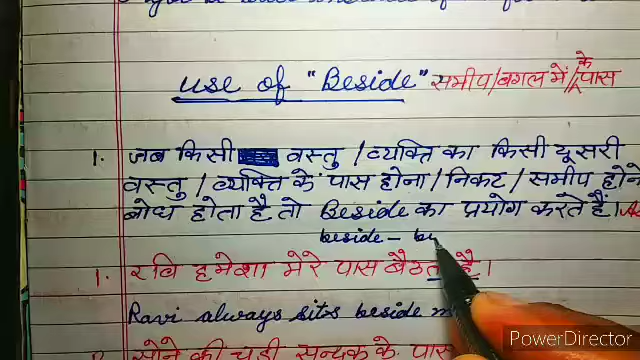 use of "Beside" समीप/बगल में/के पास
1. जब किसी वस्तु / व्यक्ति का किसी दूसरी
वस्तु / व्यक्ति के पास होना / निकट / समीप होने
बोध होता है तो Beside का प्रयोग करते हैं।
beside - by
1. रवि हमेशा मेरे पास बैठता है।
Ravi always sits beside
सोने की चूड़ी सन्दूक के पास
PowerDirector